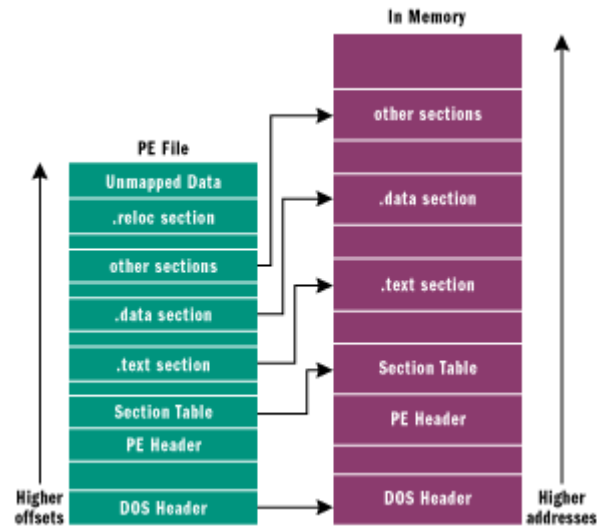 In Memory
PE File
Unmapped Data
.reloc section
other sections
.data section
.text section
Section Table
PE Header
DOS Header
Higher
offsets
other sections
.data section
.text section
Section Table
PE Header
DOS Header
Higher
addresses